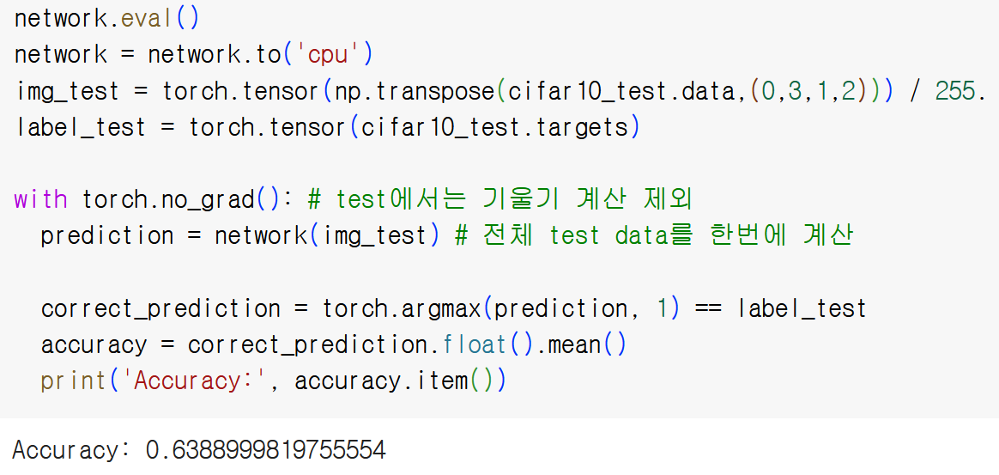 network.eval()
network = network.to('cpu')
img_test = torch.tensor(np.transpose(cifar10_test.data,(0,3,1,2))) / 255.
label_test = torch.tensor(cifar10_test.targets)
with torch.no_grad(): # test에서는 기울기 계산 제외
prediction = network(img_test) # 전체 test data를 한번에 계산
correct_prediction = torch.argmax(prediction, 1) == label_test
accuracy = correct_prediction.float().mean()
print('Accuracy:', accuracy.item())
Accuracy: 0.6388999819755554